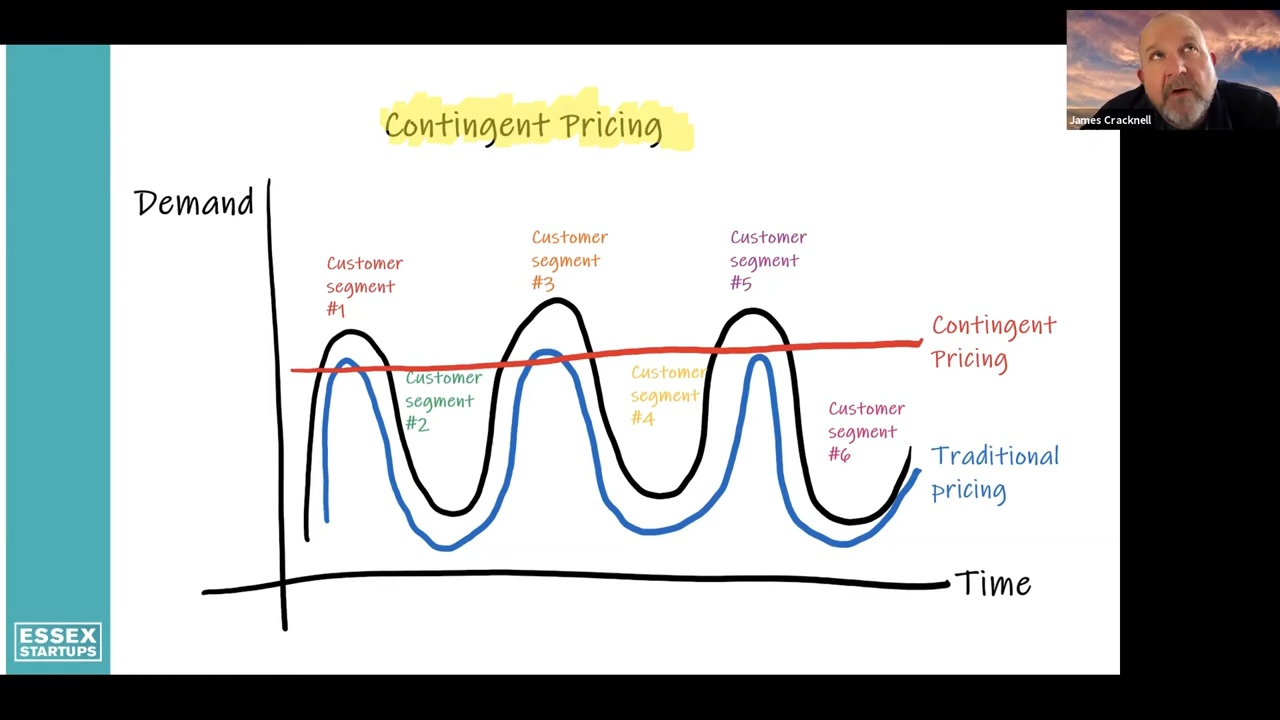 James Cracknell
Contingent Pricing
Demand
Customer
segment
#1
Customer
segment
#3
Customer
segment
#5
Contingent
Pricing
Customer
segment
#2
Customer
segment
#4
Customer
segment
#6
Traditional
pricing
Time
ESSEX
STARTUPS